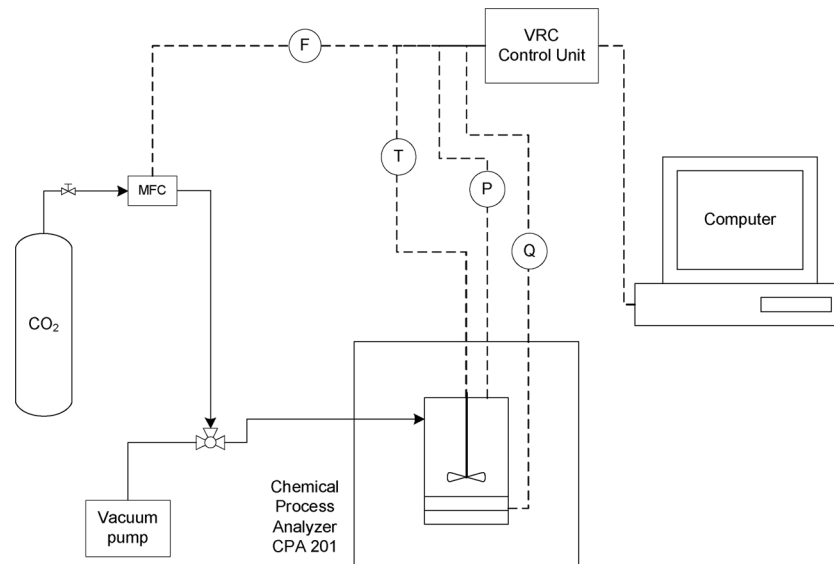 F
VRC
Control Unit
T
MFC
P
Computer
Q
CO₂
Chemical
Process
Analyzer
CPA 201
Vacuum
pump